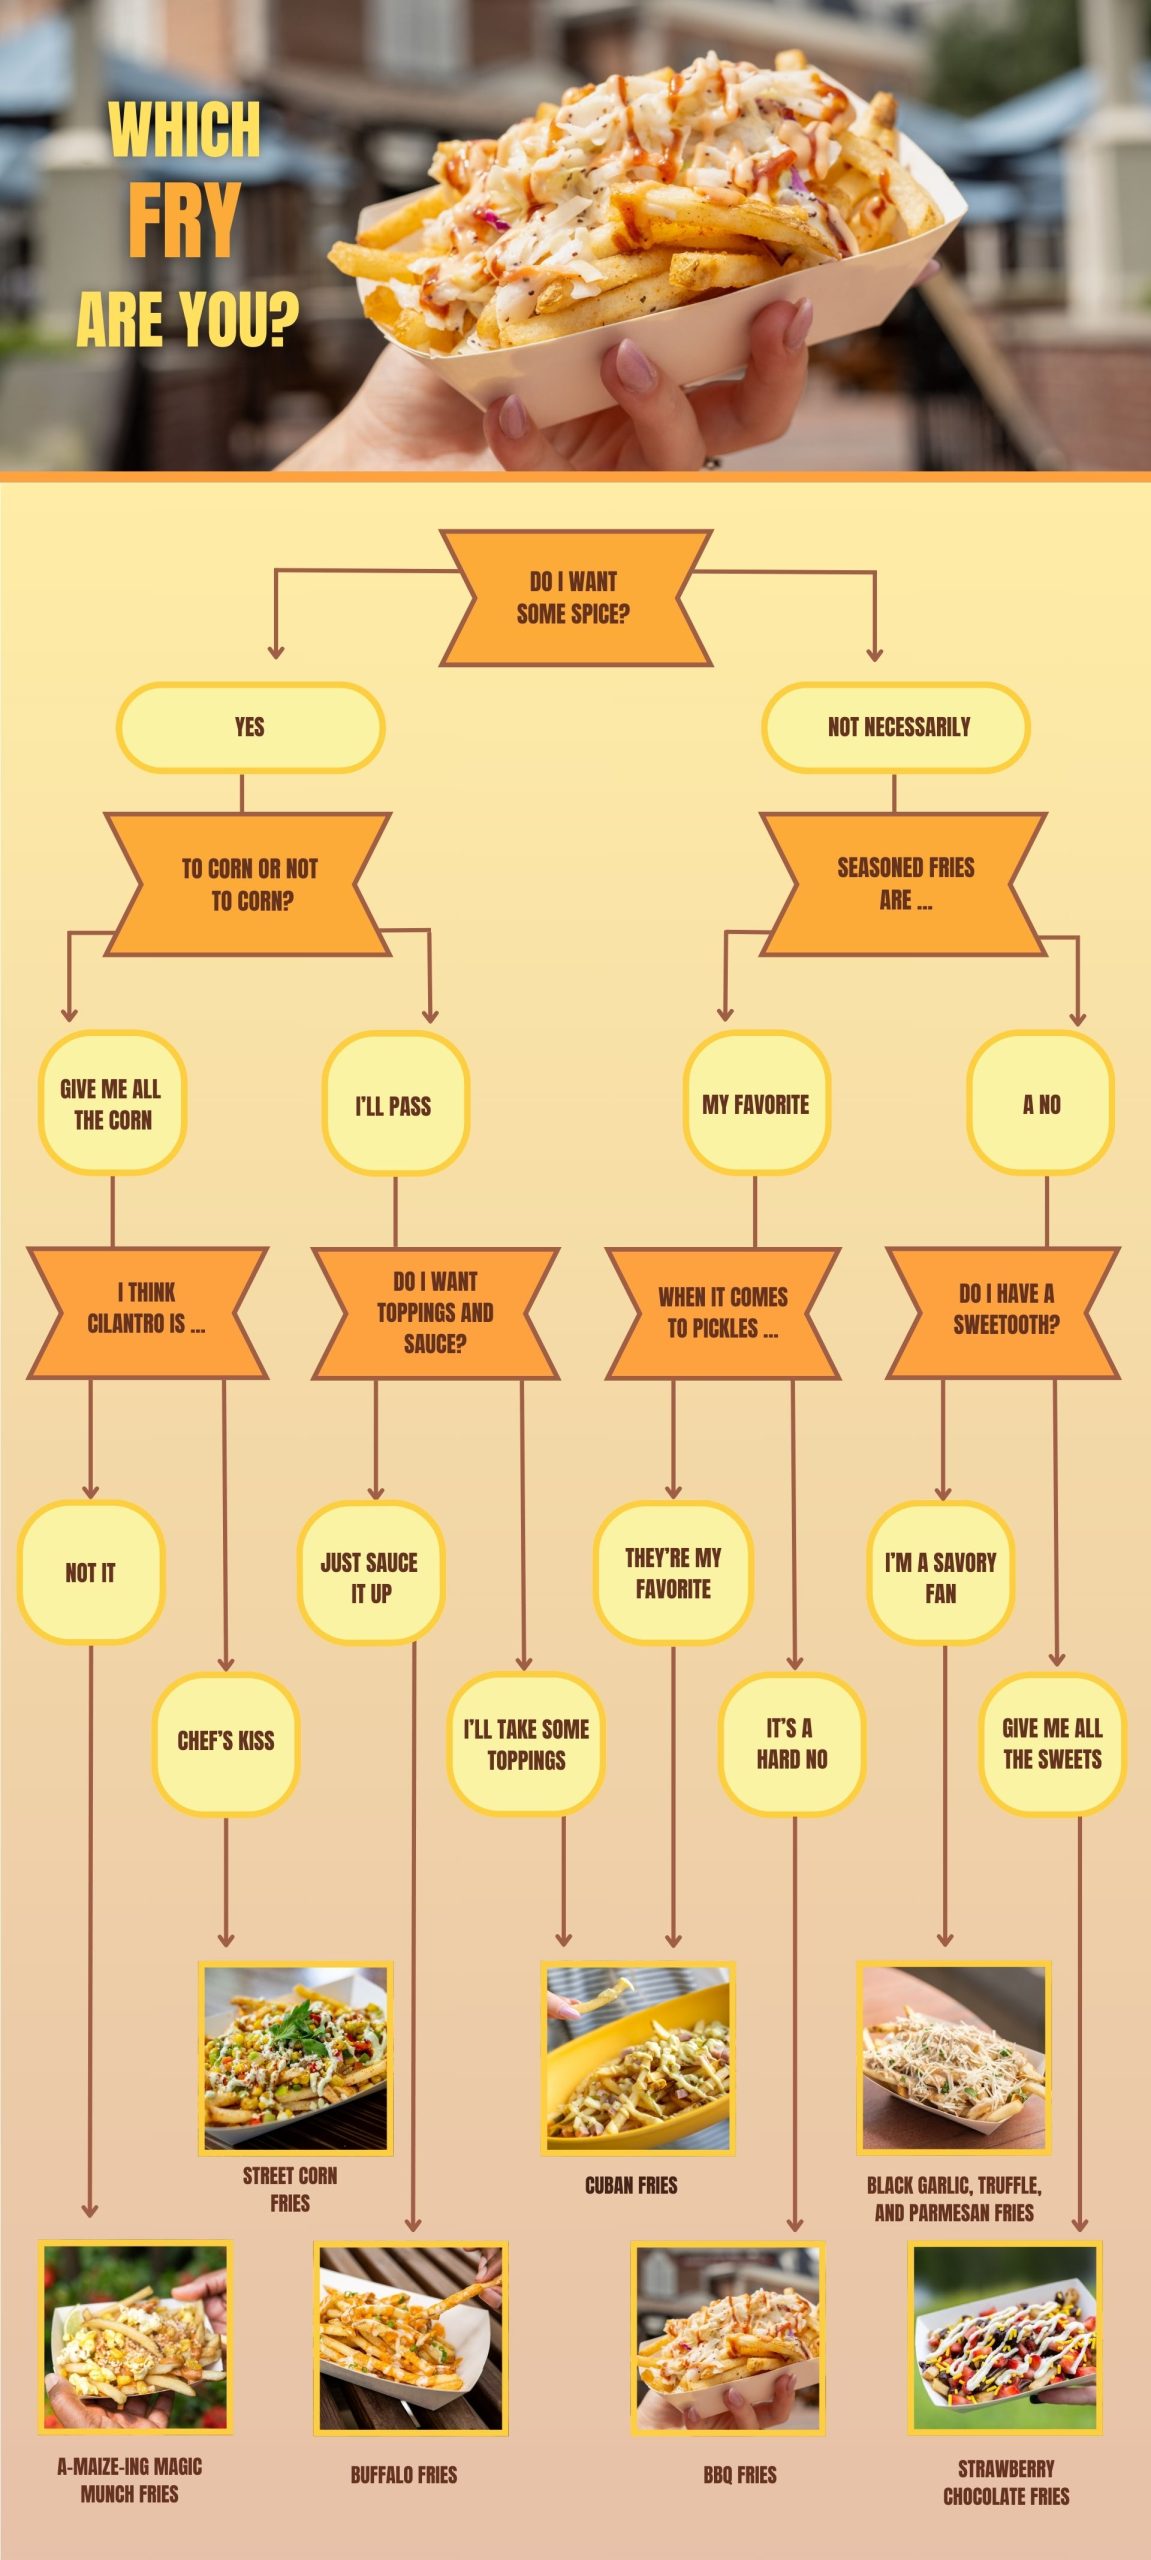 WHICH
FRY
ARE YOU?
DO I WANT
SOME SPICE?
YES
NOT NECESSARILY
TO CORN OR NOT
TO CORN?
SEASONED FRIES
ARE ...
GIVE ME ALL
THE CORN
I'LL PASS
MY FAVORITE
A NO
I THINK
CILANTRO IS ...
DO I WANT
TOPPINGS AND
SAUCE?
WHEN IT COMES
TO PICKLES ...
DO I HAVE A
SWEETOOTH?
NOT IT
JUST SAUCE
IT UP
THEY'RE MY
FAVORITE
I'M A SAVORY
FAN
CHEF'S KISS
I'LL TAKE SOME
TOPPINGS
IT'S A
HARD NO
GIVE ME ALL
THE SWEETS
STREET CORN
FRIES
CUBAN FRIES
BLACK GARLIC, TRUFFLE,
AND PARMESAN FRIES
A-MAIZE-ING MAGIC
MUNCH FRIES
BUFFALO FRIES
BBQ FRIES
STRAWBERRY
CHOCOLATE FRIES